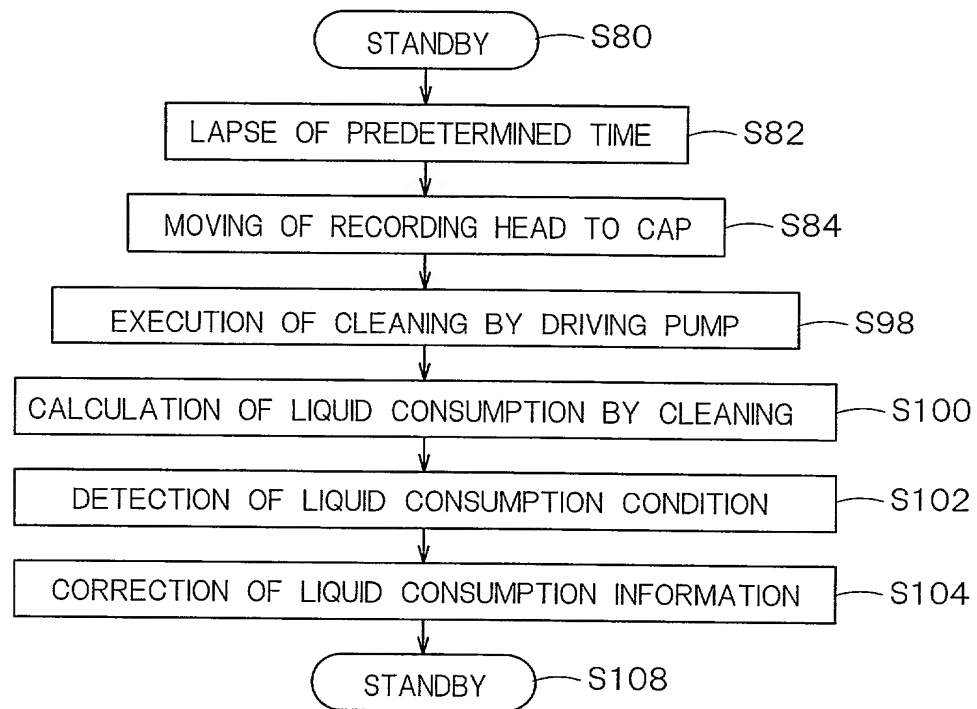 STANDBY S80
LAPSE OF PREDETERMINED TIME S82
MOVING OF RECORDING HEAD TO CAP S84
EXECUTION OF CLEANING BY DRIVING PUMP S98
CALCULATION OF LIQUID CONSUMPTION BY CLEANING S100
DETECTION OF LIQUID CONSUMPTION CONDITION S102
CORRECTION OF LIQUID CONSUMPTION INFORMATION S104
STANDBY S108